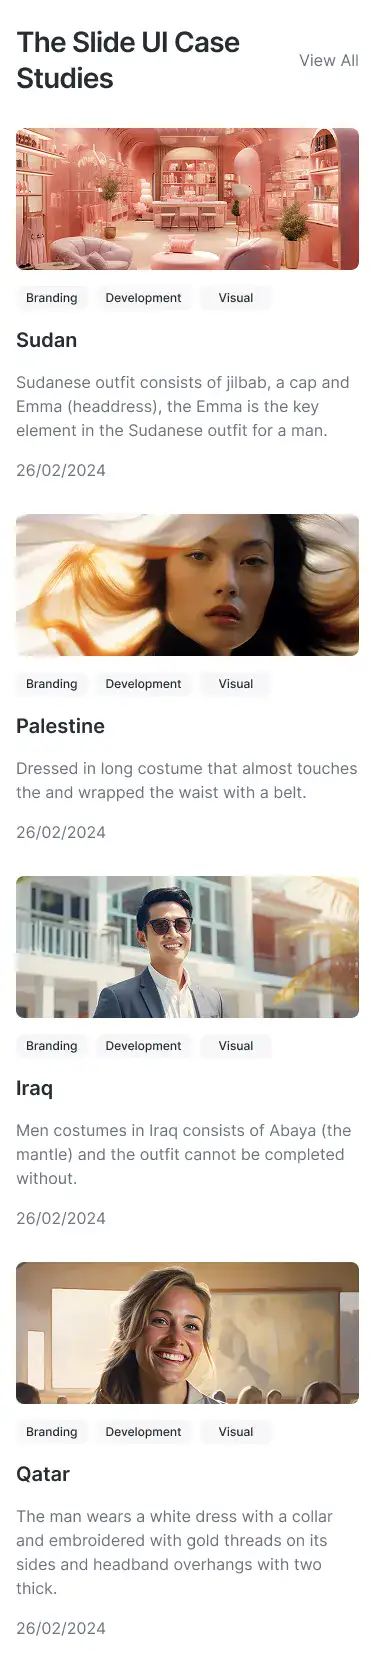 The Slide UI Case
Studies
View All
Branding Development Visual
Sudan
Sudanese outfit consists of jilbab, a cap and
Emma (headdress), the Emma is the key
element in the Sudanese outfit for a man.
26/02/2024
Branding Development Visual
Palestine
Dressed in long costume that almost touches
the and wrapped the waist with a belt.
26/02/2024
Branding Development Visual
Iraq
Men costumes in Iraq consists of Abaya (the
mantle) and the outfit cannot be completed
without.
26/02/2024
Branding Development Visual
Qatar
The man wears a white dress with a collar
and embroidered with gold threads on its
sides and headband overhangs with two
thick.
26/02/2024